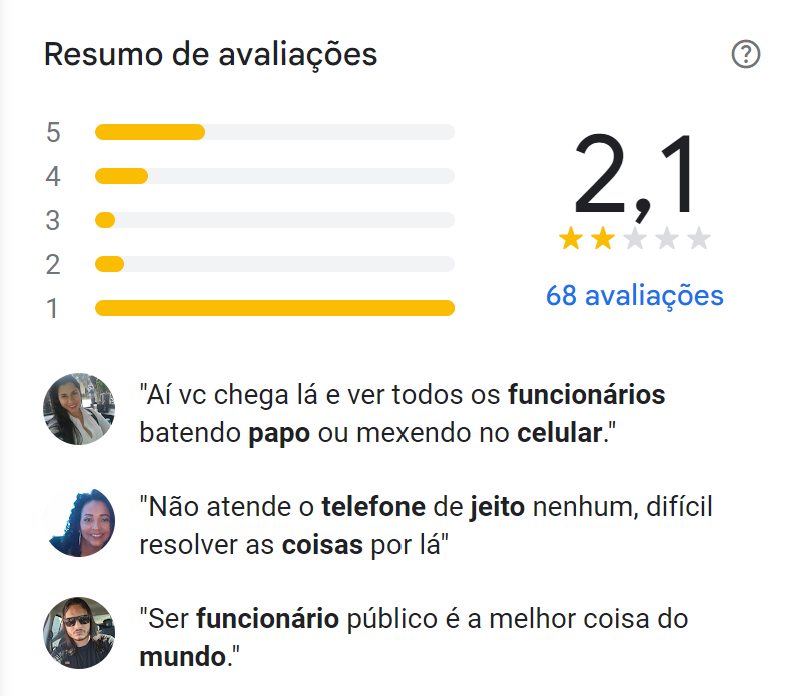 Resumo de avaliações
5
4
3
2
1
2,1
68 avaliações
"Aí vc chega lá e ver todos os funcionários
batendo papo ou mexendo no celular."
"Não atende o telefone de jeito nenhum, difícil
resolver as coisas por lá"
"Ser funcionário público é a melhor coisa do
mundo."